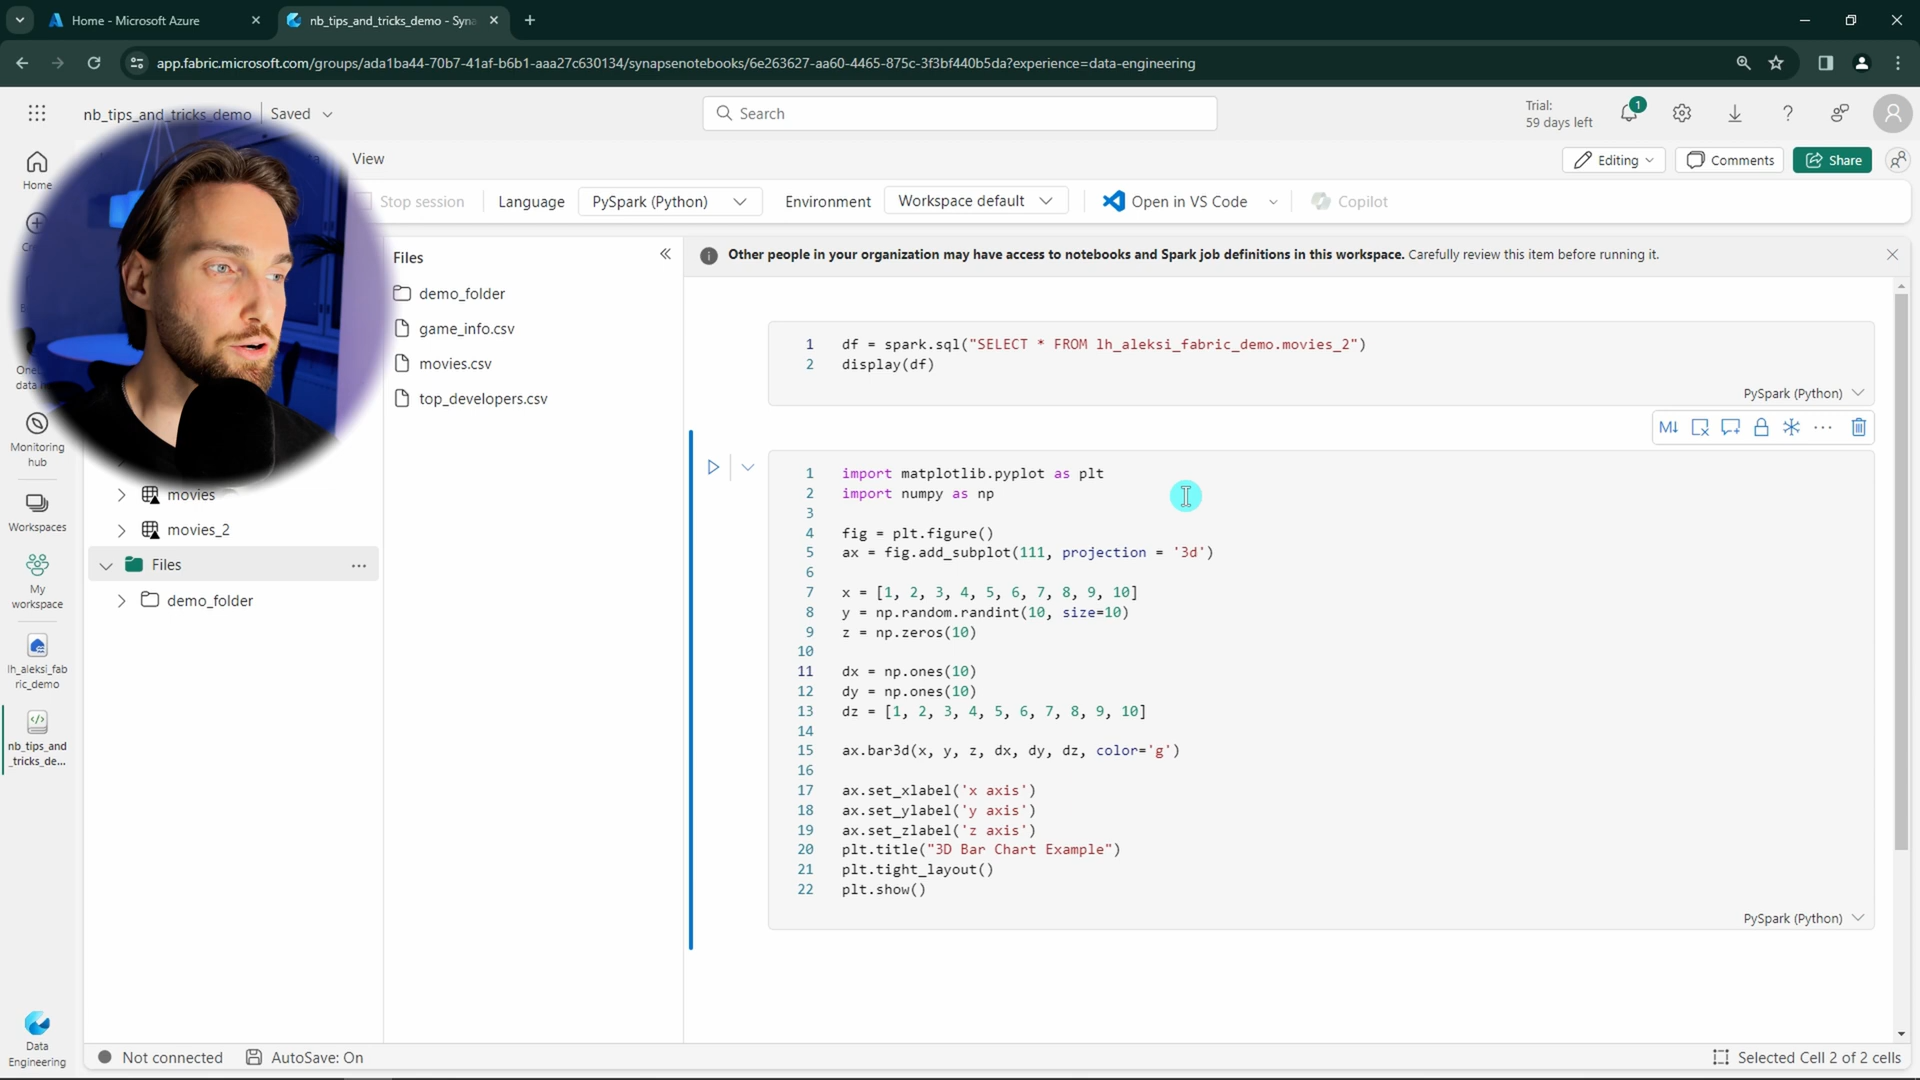 Home - Microsoft Azure
nb_tips_and_tricks_demo - Syna
app.fabric.microsoft.com/groups/ada1ba44-70b7-41af-b6b1-aaa27c630134/synapsenotebooks/6e263627-aa60-4465-875c-3f3bf440b5da?experience=data-engineering
nb_tips_and_tricks_demo
Saved
Search
Trial:
59 days left
1
View
Editing
Comments
Share
Stop session
Language
PySpark (Python)
Environment
Workspace default
Open in VS Code
Copilot
Home
Monitoring
hub
Workspaces
My
workspace
lh_aleksi_fab
ric_demo
nb_tips_and
_tricks_de...
Data
Engineering
movies
movies_2
Files
demo_folder
Files
demo_folder
game_info.csv
movies.csv
top_developers.csv
Other people in your organization may have access to notebooks and Spark job definitions in this workspace. Carefully review this item before running it.
1 df = spark.sql("SELECT * FROM lh_aleksi_fabric_demo.movies_2")
2 display(df)
PySpark (Python)
M↓
1 import matplotlib.pyplot as plt
2 import numpy as np
3
4 fig = plt.figure()
5 ax = fig.add_subplot(111, projection = '3d')
6
7 x = [1, 2, 3, 4, 5, 6, 7, 8, 9, 10]
8 y = np.random.randint(10, size=10)
9 z = np.zeros(10)
10
11 dx = np.ones(10)
12 dy = np.ones(10)
13 dz = [1, 2, 3, 4, 5, 6, 7, 8, 9, 10]
14
15 ax.bar3d(x, y, z, dx, dy, dz, color='g')
16
17 ax.set_xlabel('x axis')
18 ax.set_ylabel('y axis')
19 ax.set_zlabel('z axis')
20 plt.title("3D Bar Chart Example")
21 plt.tight_layout()
22 plt.show()
PySpark (Python)
Not connected
AutoSave: On
Selected Cell 2 of 2 cells